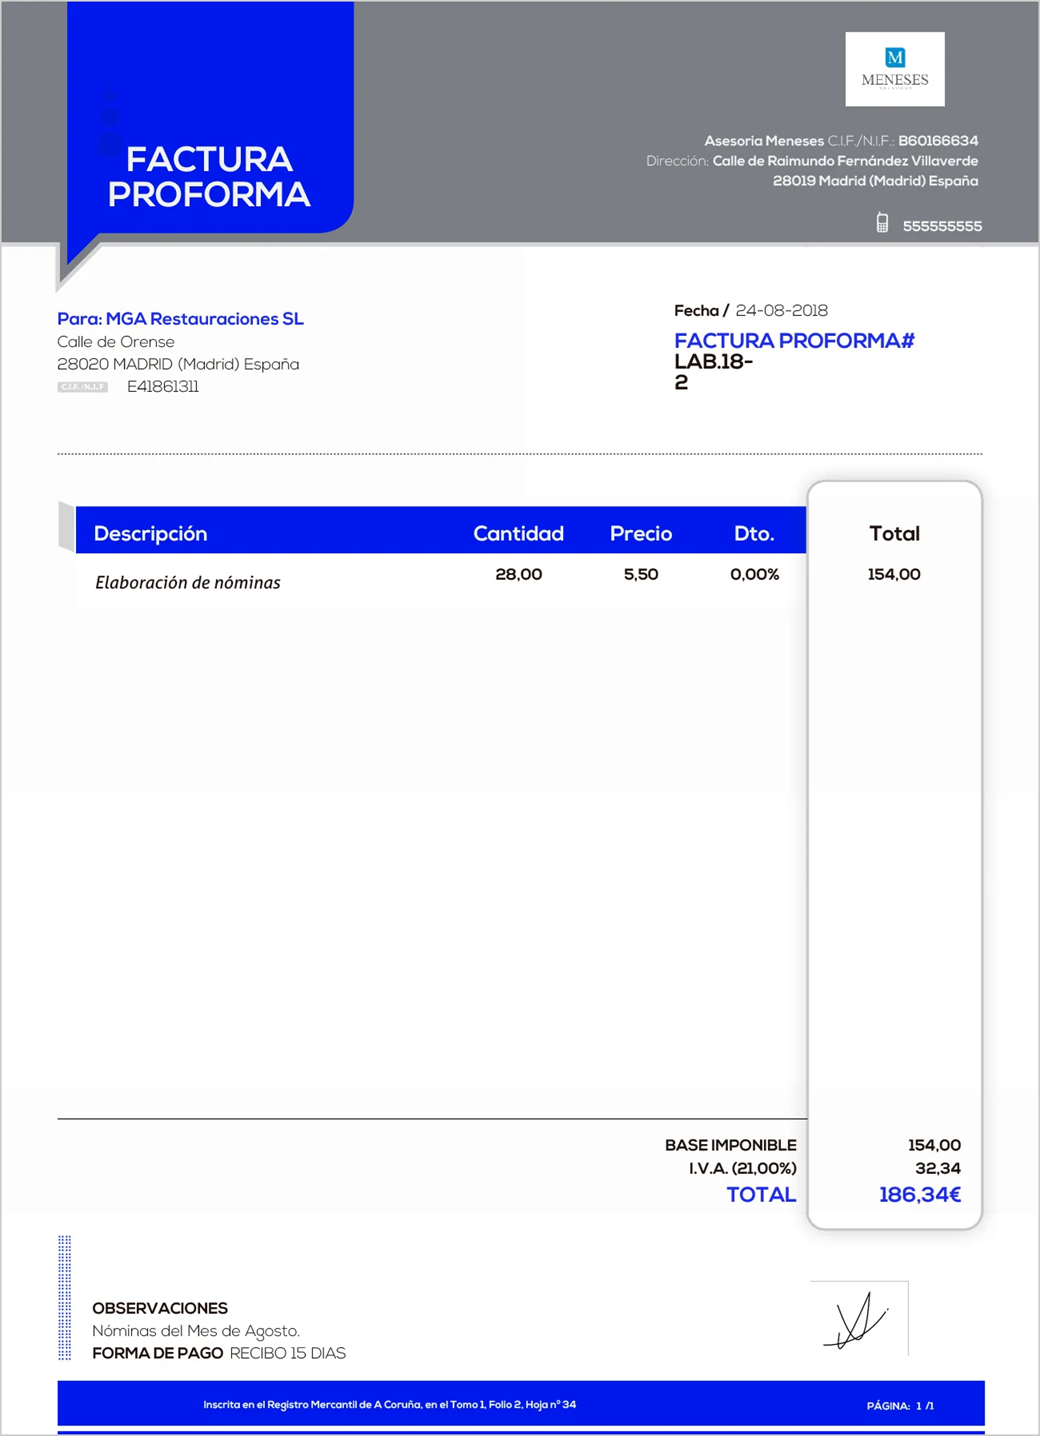 FACTURA
PROFORMA
M
MENESES
Asesoria Meneses C.I.F./N.I.F.: B60166634
Dirección: Calle de Raimundo Fernández Villaverde
28019 Madrid (Madrid) España
555555555
Para: MGA Restauraciones SL
Calle de Orense
28020 MADRID (Madrid) España
C.I.F. /N.I.F E41861311
Fecha / 24-08-2018
FACTURA PROFORMA#
LAB.18-
2
Descripción Cantidad Precio Dto. Total
Elaboración de nóminas 28,00 5,50 0,00% 154,00
BASE IMPONIBLE 154,00
I.V.A. (21,00%) 32,34
TOTAL 186,34€
OBSERVACIONES
Nóminas del Mes de Agosto.
FORMA DE PAGO RECIBO 15 DIAS
Inscrita en el Registro Mercantil de A Coruña, en el Tomo 1, Folio 2, Hoja nº 34
PÁGINA: 1 /1